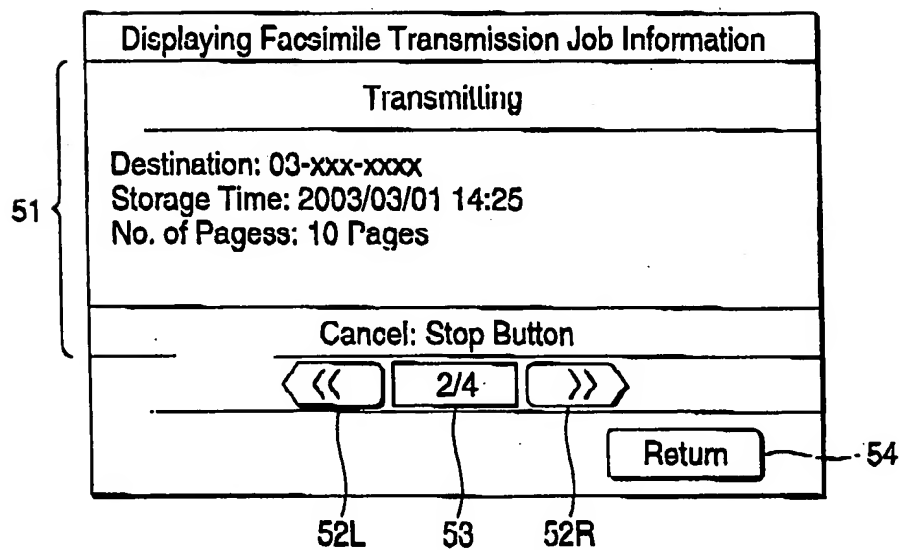 Displaying Facsimile Transmission Job Information
Transmitting
51
Destination: 03-xxx-xxxx
Storage Time: 2003/03/01 14:25
No. of Pagess: 10 Pages
Cancel: Stop Button
<< 2/4 >>
Return 54
52L 53 52R